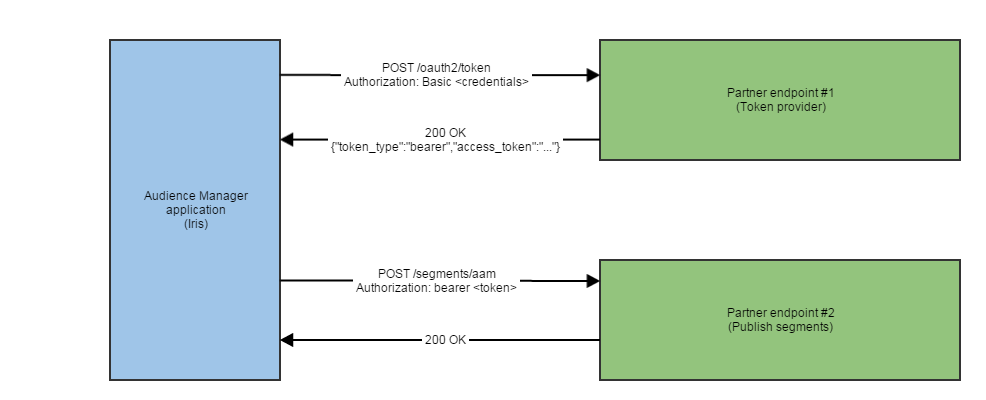 POST /oauth2/token
Authorization: Basic <credentials>
Partner endpoint #1
(Token provider)
200 OK
{"token_type":"bearer","access_token":"..."}
Audience Manager
application
(Iris)
POST /segments/aam
Authorization: bearer <token>
Partner endpoint #2
(Publish segments)
200 OK